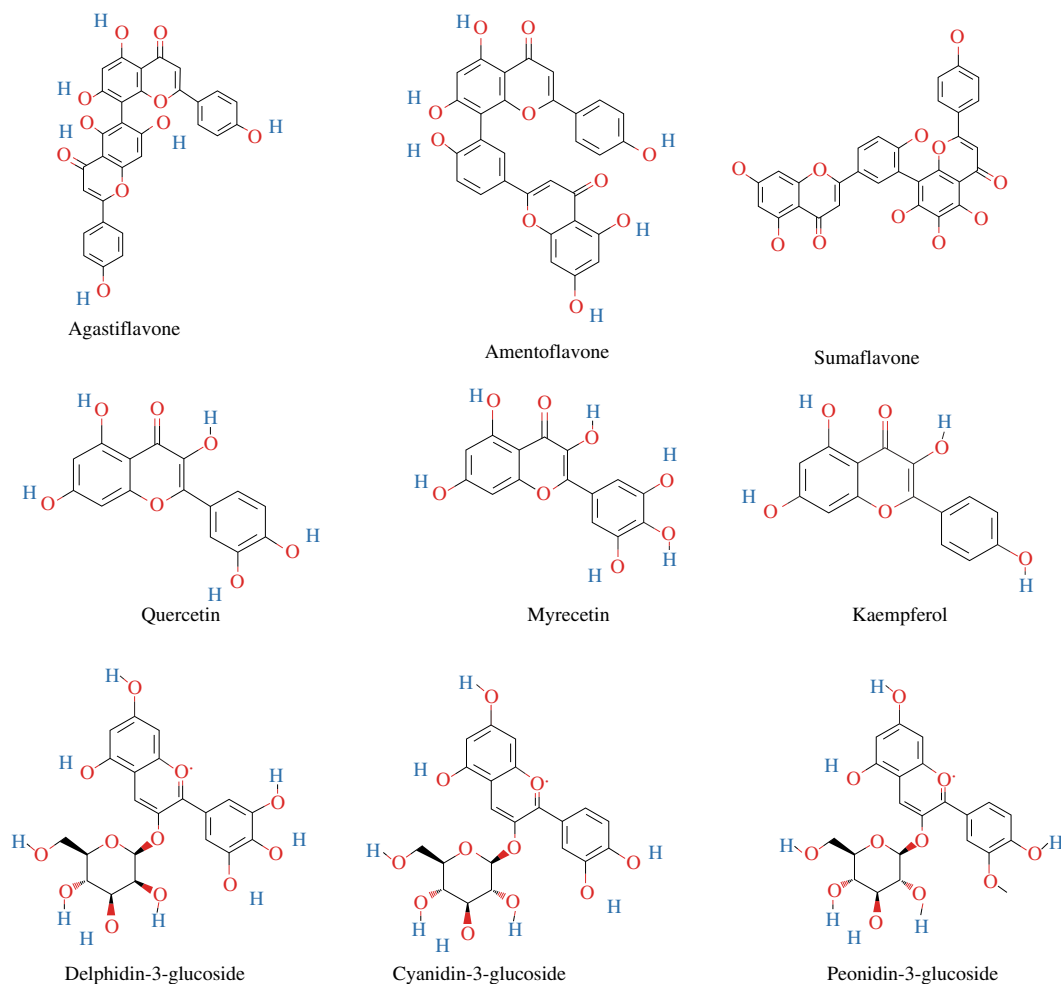 H
O O
H
O O
O O O H
H H
O
O
O
H
Agastiflavone
H
O O
H
O O
O
H O H
O
O O
H
O
H
Amentoflavone
O
O
O O
O
O
O O O
O O
Sumaflavone
H O O H
O
H O O
O H
O
H
Quercetin
H O O H
O
H
H O O O
O
O H
H
Myrecetin
H O O H
O
H
O O
O
H
Kaempferol
H
O
H O O•
H
O
H O O O H
O
O O O
H H O H
H
Delphidin-3-glucoside
H
O
H O O•
H O O O O H
O
O O
H O H H
H
Cyanidin-3-glucoside
H
O
H O O•
H O O O O H
O
O O
H O H
H
Peonidin-3-glucoside